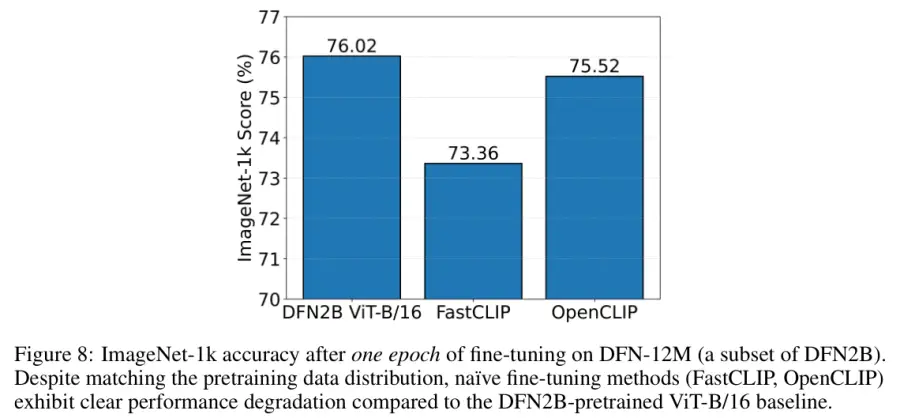 77
76
75
74
73
72
71
70
ImageNet-1k Score (%)
76.02
73.36
75.52
DFN2B ViT-B/16 FastCLIP OpenCLIP
Figure 8: ImageNet-1k accuracy after one epoch of fine-tuning on DFN-12M (a subset of DFN2B).
Despite matching the pretraining data distribution, naïve fine-tuning methods (FastCLIP, OpenCLIP)
exhibit clear performance degradation compared to the DFN2B-pretrained ViT-B/16 baseline.